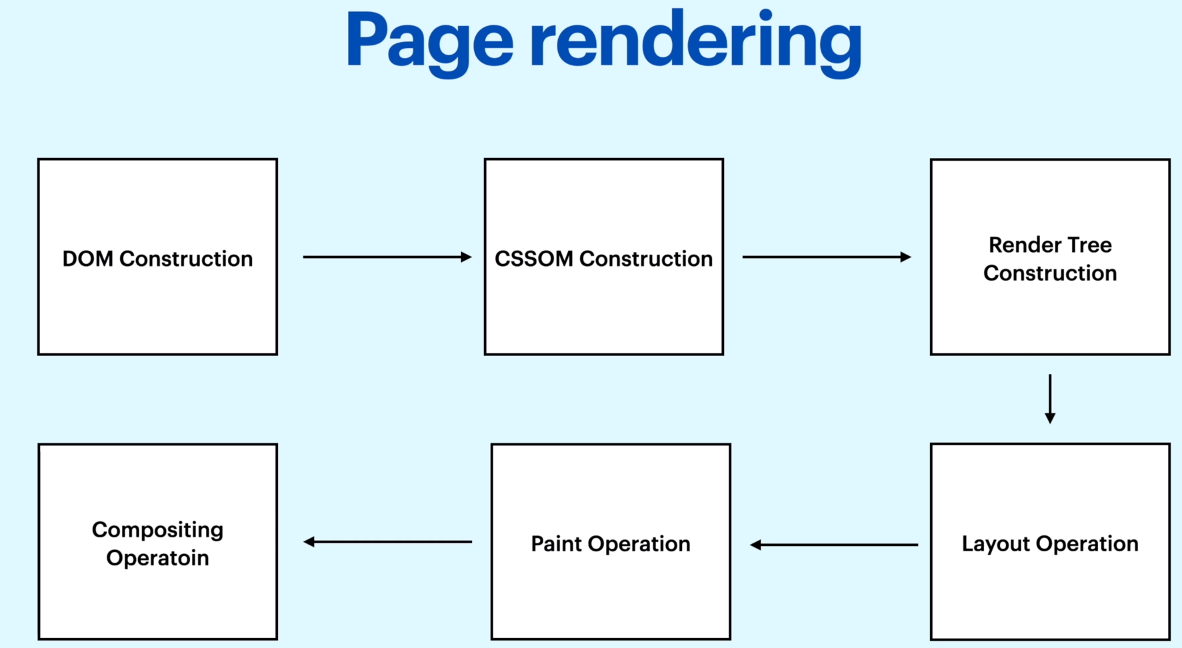 Page rendering
DOM Construction
CSSOM Construction
Render Tree
Construction
Layout Operation
Paint Operation
Compositing
Operatoin